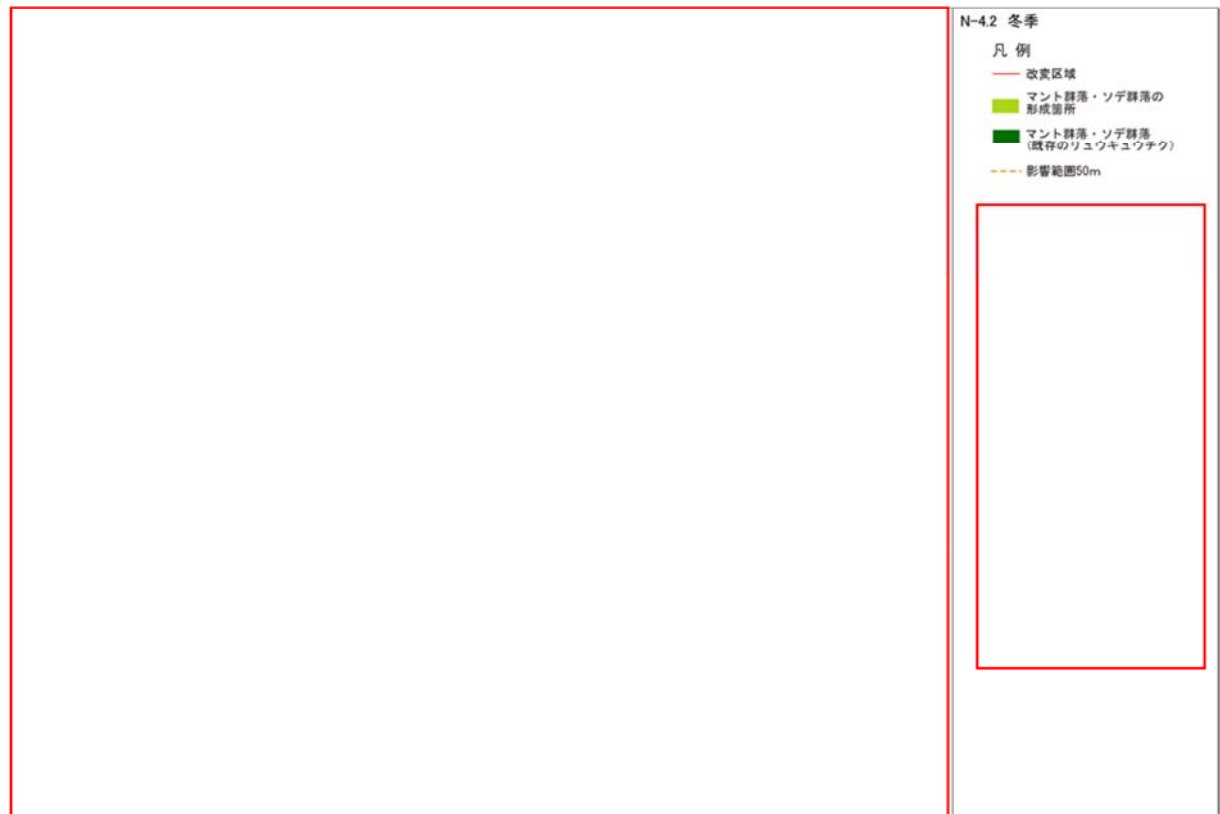 N-4.2 冬季
凡 例
改変区域
マント群落・ソデ群落の
形成箇所
マント群落・ソデ群落
(既存のリュウキュウチク)
影響範囲50m